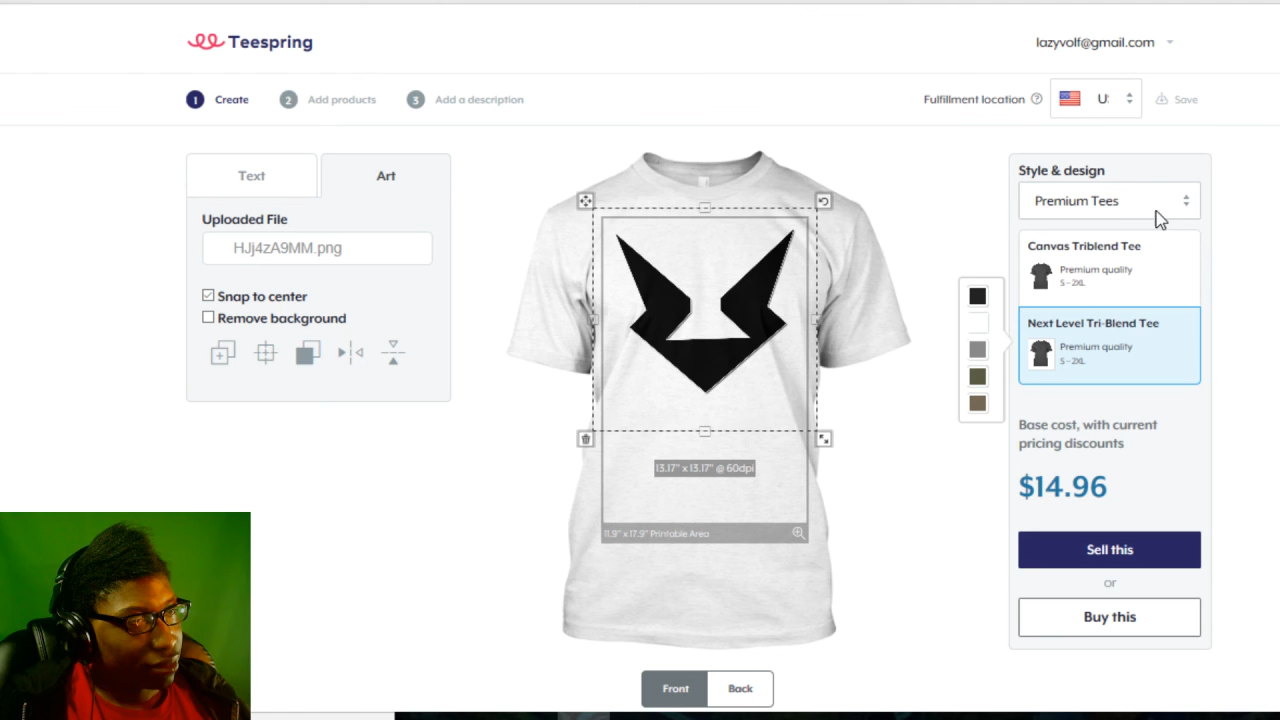 Teespring
lazyvolf@gmail.com
1 Create
2 Add products
3 Add a description
Fulfillment location ?
U:
Save
Text
Art
Uploaded File
HJj4zA9MM.png
Snap to center
Remove background
13.17" x 13.17" @ 60dpi
11.9" x 17.9" Printable Area
Front
Back
Style & design
Premium Tees
Canvas Triblend Tee
Premium quality
S - 2XL
Next Level Tri-Blend Tee
Premium quality
S - 2XL
Base cost, with current
pricing discounts
$14.96
Sell this
or
Buy this